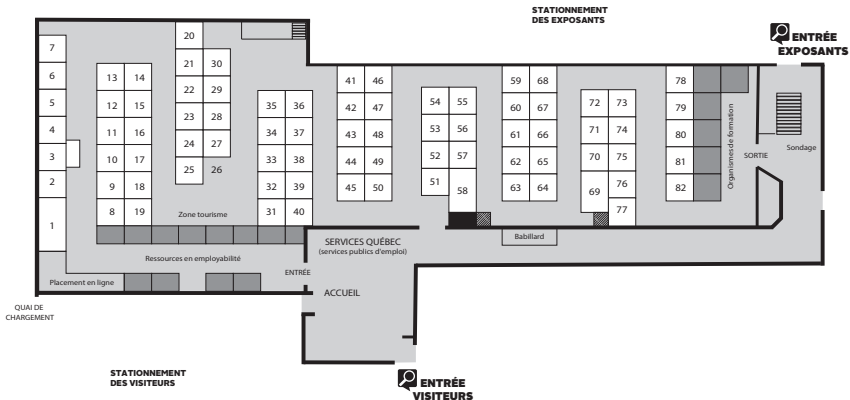 STATIONNEMENT
DES EXPOSANTS
ENTRÉE
EXPOSANTS
7
6
5
4
3
2
1
13 14
12 15
11 16
10 17
9 18
8 19
20
21 30
22 29
23 28
24 27
25 26
35 36
34 37
33 38
32 39
31 40
41 46
42 47
43 48
44 49
45 50
54 55
53 56
52 57
51 58
59 68
60 67
61 66
62 65
63 64
72 73
71 74
70 75
69 76
77
78
79
80
81
82
Organismes de formation
SORTIE
Sondage
Zone tourisme
Ressources en employabilité
Placement en ligne
ENTRÉE
SERVICES QUÉBEC
(services publics d'emploi)
Babillard
ACCUEIL
QUAI DE
CHARGEMENT
STATIONNEMENT
DES VISITEURS
ENTRÉE
VISITEURS